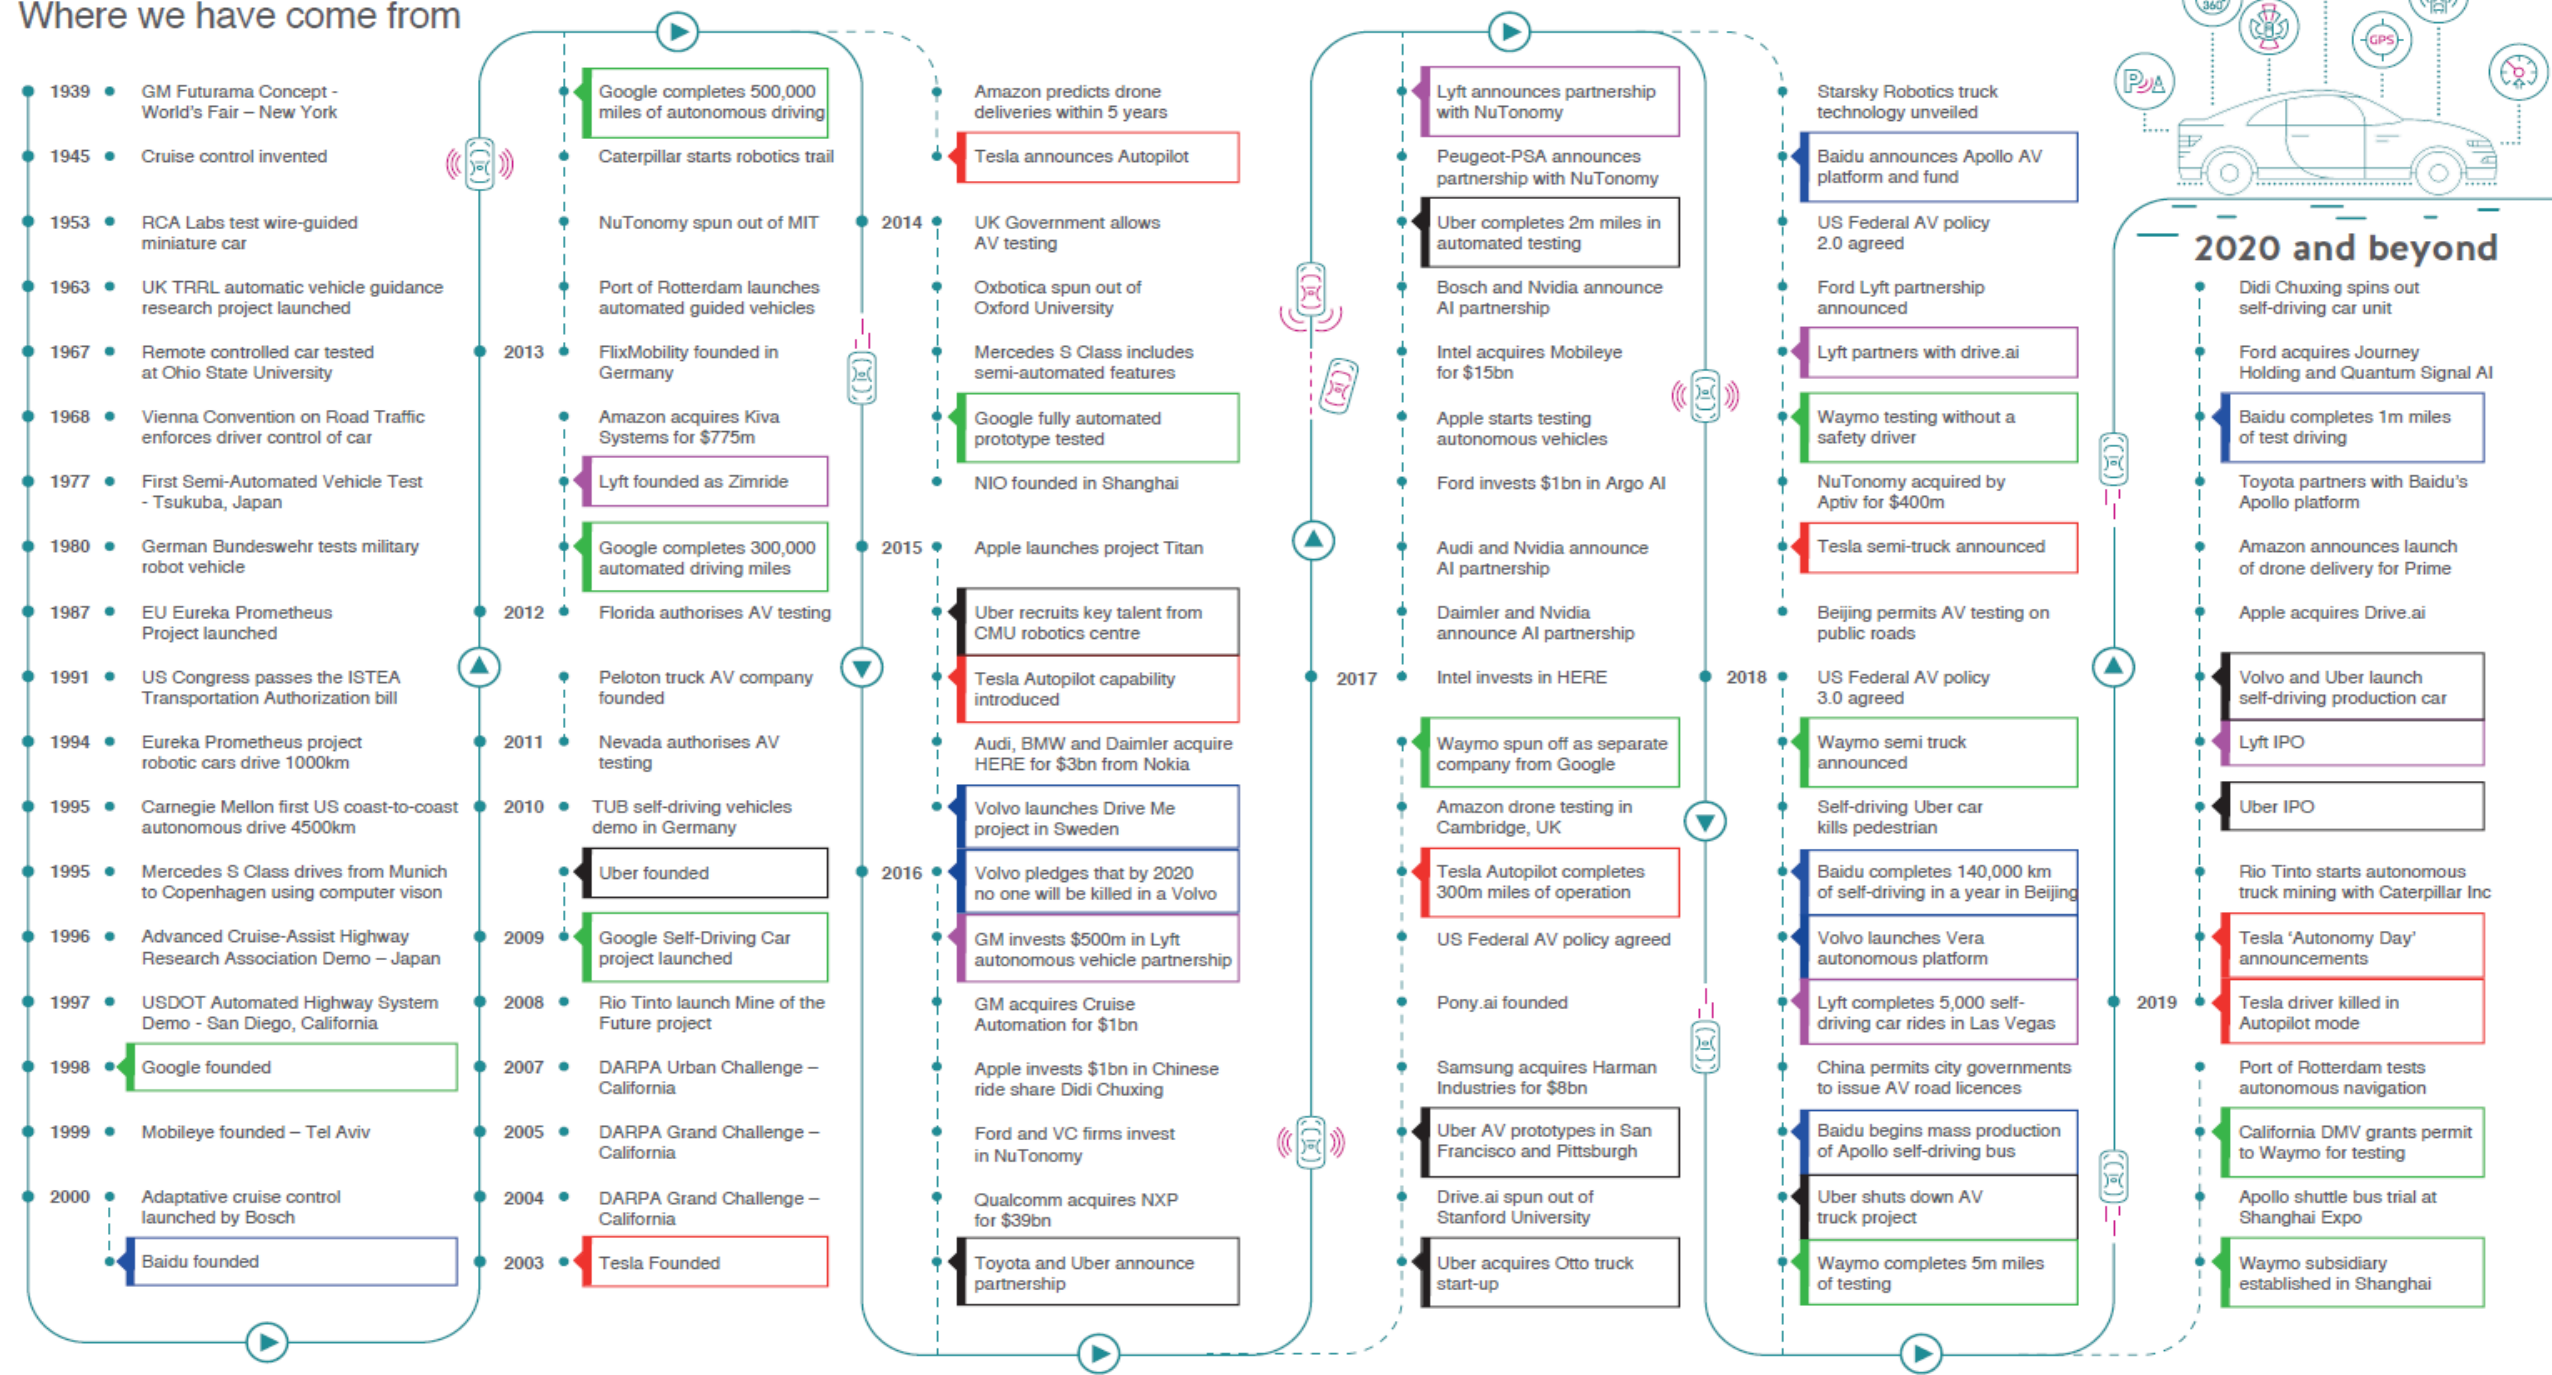 Where we have come from
1939
GM Futurama Concept -
World's Fair – New York
1945
Cruise control invented
1953
RCA Labs test wire-guided
miniature car
1963
UK TRRL automatic vehicle guidance
research project launched
1967
Remote controlled car tested
at Ohio State University
1968
Vienna Convention on Road Traffic
enforces driver control of car
1977
First Semi-Automated Vehicle Test
- Tsukuba, Japan
1980
German Bundeswehr tests military
robot vehicle
1987
EU Eureka Prometheus
Project launched
1991
US Congress passes the ISTEA
Transportation Authorization bill
1994
Eureka Prometheus project
robotic cars drive 1000km
1995
Carnegie Mellon first US coast-to-coast
autonomous drive 4500km
1995
Mercedes S Class drives from Munich
to Copenhagen using computer vison
1996
Advanced Cruise-Assist Highway
Research Association Demo – Japan
1997
USDOT Automated Highway System
Demo - San Diego, California
1998
Google founded
1999
Mobileye founded – Tel Aviv
2000
Adaptative cruise control
launched by Bosch
Baidu founded
Google completes 500,000
miles of autonomous driving
Caterpillar starts robotics trail
NuTonomy spun out of MIT
Port of Rotterdam launches
automated guided vehicles
2013
FlixMobility founded in
Germany
Amazon acquires Kiva
Systems for $775m
Lyft founded as Zimride
Google completes 300,000
automated driving miles
2012
Florida authorises AV testing
Peloton truck AV company
founded
2011
Nevada authorises AV
testing
2010
TUB self-driving vehicles
demo in Germany
Uber founded
2009
Google Self-Driving Car
project launched
2008
Rio Tinto launch Mine of the
Future project
2007
DARPA Urban Challenge –
California
2005
DARPA Grand Challenge –
California
2004
DARPA Grand Challenge –
California
2003
Tesla Founded
Amazon predicts drone
deliveries within 5 years
Tesla announces Autopilot
2014
UK Government allows
AV testing
Oxbotica spun out of
Oxford University
Mercedes S Class includes
semi-automated features
Google fully automated
prototype tested
NIO founded in Shanghai
2015
Apple launches project Titan
Uber recruits key talent from
CMU robotics centre
Tesla Autopilot capability
introduced
Audi, BMW and Daimler acquire
HERE for $3bn from Nokia
Volvo launches Drive Me
project in Sweden
2016
Volvo pledges that by 2020
no one will be killed in a Volvo
GM invests $500m in Lyft
autonomous vehicle partnership
GM acquires Cruise
Automation for $1bn
Apple invests $1bn in Chinese
ride share Didi Chuxing
Ford and VC firms invest
in NuTonomy
Qualcomm acquires NXP
for $39bn
Toyota and Uber announce
partnership
Lyft announces partnership
with NuTonomy
Peugeot-PSA announces
partnership with NuTonomy
Uber completes 2m miles in
automated testing
Bosch and Nvidia announce
AI partnership
Intel acquires Mobileye
for $15bn
Apple starts testing
autonomous vehicles
Ford invests $1bn in Argo AI
Audi and Nvidia announce
AI partnership
Daimler and Nvidia
announce AI partnership
2017
Intel invests in HERE
Waymo spun off as separate
company from Google
Amazon drone testing in
Cambridge, UK
Tesla Autopilot completes
300m miles of operation
US Federal AV policy agreed
Pony.ai founded
Samsung acquires Harman
Industries for $8bn
Uber AV prototypes in San
Francisco and Pittsburgh
Drive.ai spun out of
Stanford University
Uber acquires Otto truck
start-up
Starsky Robotics truck
technology unveiled
Baidu announces Apollo AV
platform and fund
US Federal AV policy
2.0 agreed
Ford Lyft partnership
announced
Lyft partners with drive.ai
Waymo testing without a
safety driver
NuTonomy acquired by
Aptiv for $400m
Tesla semi-truck announced
Beijing permits AV testing on
public roads
2018
US Federal AV policy
3.0 agreed
Waymo semi truck
announced
Self-driving Uber car
kills pedestrian
Baidu completes 140,000 km
of self-driving in a year in Beijing
Volvo launches Vera
autonomous platform
Lyft completes 5,000 self-
driving car rides in Las Vegas
China permits city governments
to issue AV road licences
Baidu begins mass production
of Apollo self-driving bus
Uber shuts down AV
truck project
Waymo completes 5m miles
of testing
360°
GPS
P
2020 and beyond
Didi Chuxing spins out
self-driving car unit
Ford acquires Journey
Holding and Quantum Signal AI
Baidu completes 1m miles
of test driving
Toyota partners with Baidu's
Apollo platform
Amazon announces launch
of drone delivery for Prime
Apple acquires Drive.ai
Volvo and Uber launch
self-driving production car
Lyft IPO
Uber IPO
Rio Tinto starts autonomous
truck mining with Caterpillar Inc
Tesla 'Autonomy Day'
announcements
2019
Tesla driver killed in
Autopilot mode
Port of Rotterdam tests
autonomous navigation
California DMV grants permit
to Waymo for testing
Apollo shuttle bus trial at
Shanghai Expo
Waymo subsidiary
established in Shanghai